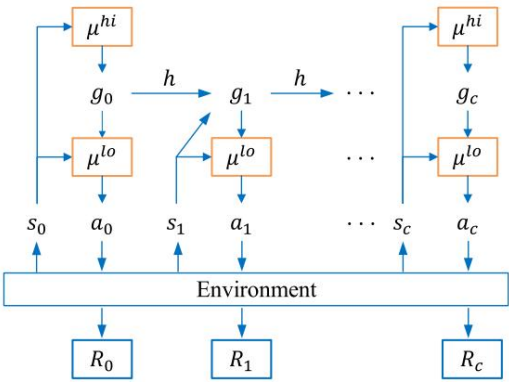 μ^hi μ^hi
g_0 h g_1 h ··· g_c
μ^lo μ^lo ··· μ^lo
s_0 a_0 s_1 a_1 ··· s_c a_c
Environment
R_0 R_1 R_c